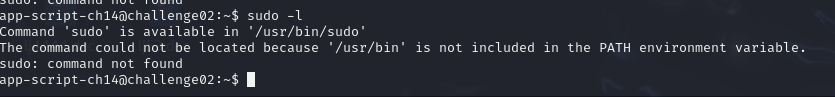 sudo: command not found
app-script-ch14@challenge02:~$ sudo -l
Command 'sudo' is available in '/usr/bin/sudo'
The command could not be located because '/usr/bin' is not included in the PATH environment variable.
sudo: command not found
app-script-ch14@challenge02:~$